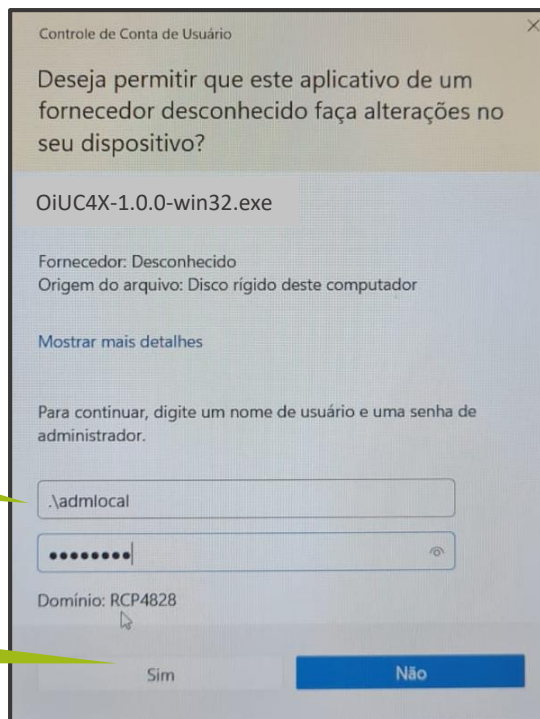 Controle de Conta de Usuário
Deseja permitir que este aplicativo de um
fornecedor desconhecido faça alterações no
seu dispositivo?
OiUC4X-1.0.0-win32.exe
Fornecedor: Desconhecido
Origem do arquivo: Disco rígido deste computador
Mostrar mais detalhes
Para continuar, digite um nome de usuário e uma senha de
administrador.
.\admlocal
●●●●●●●●
Domínio: RCP4828
Sim
Não